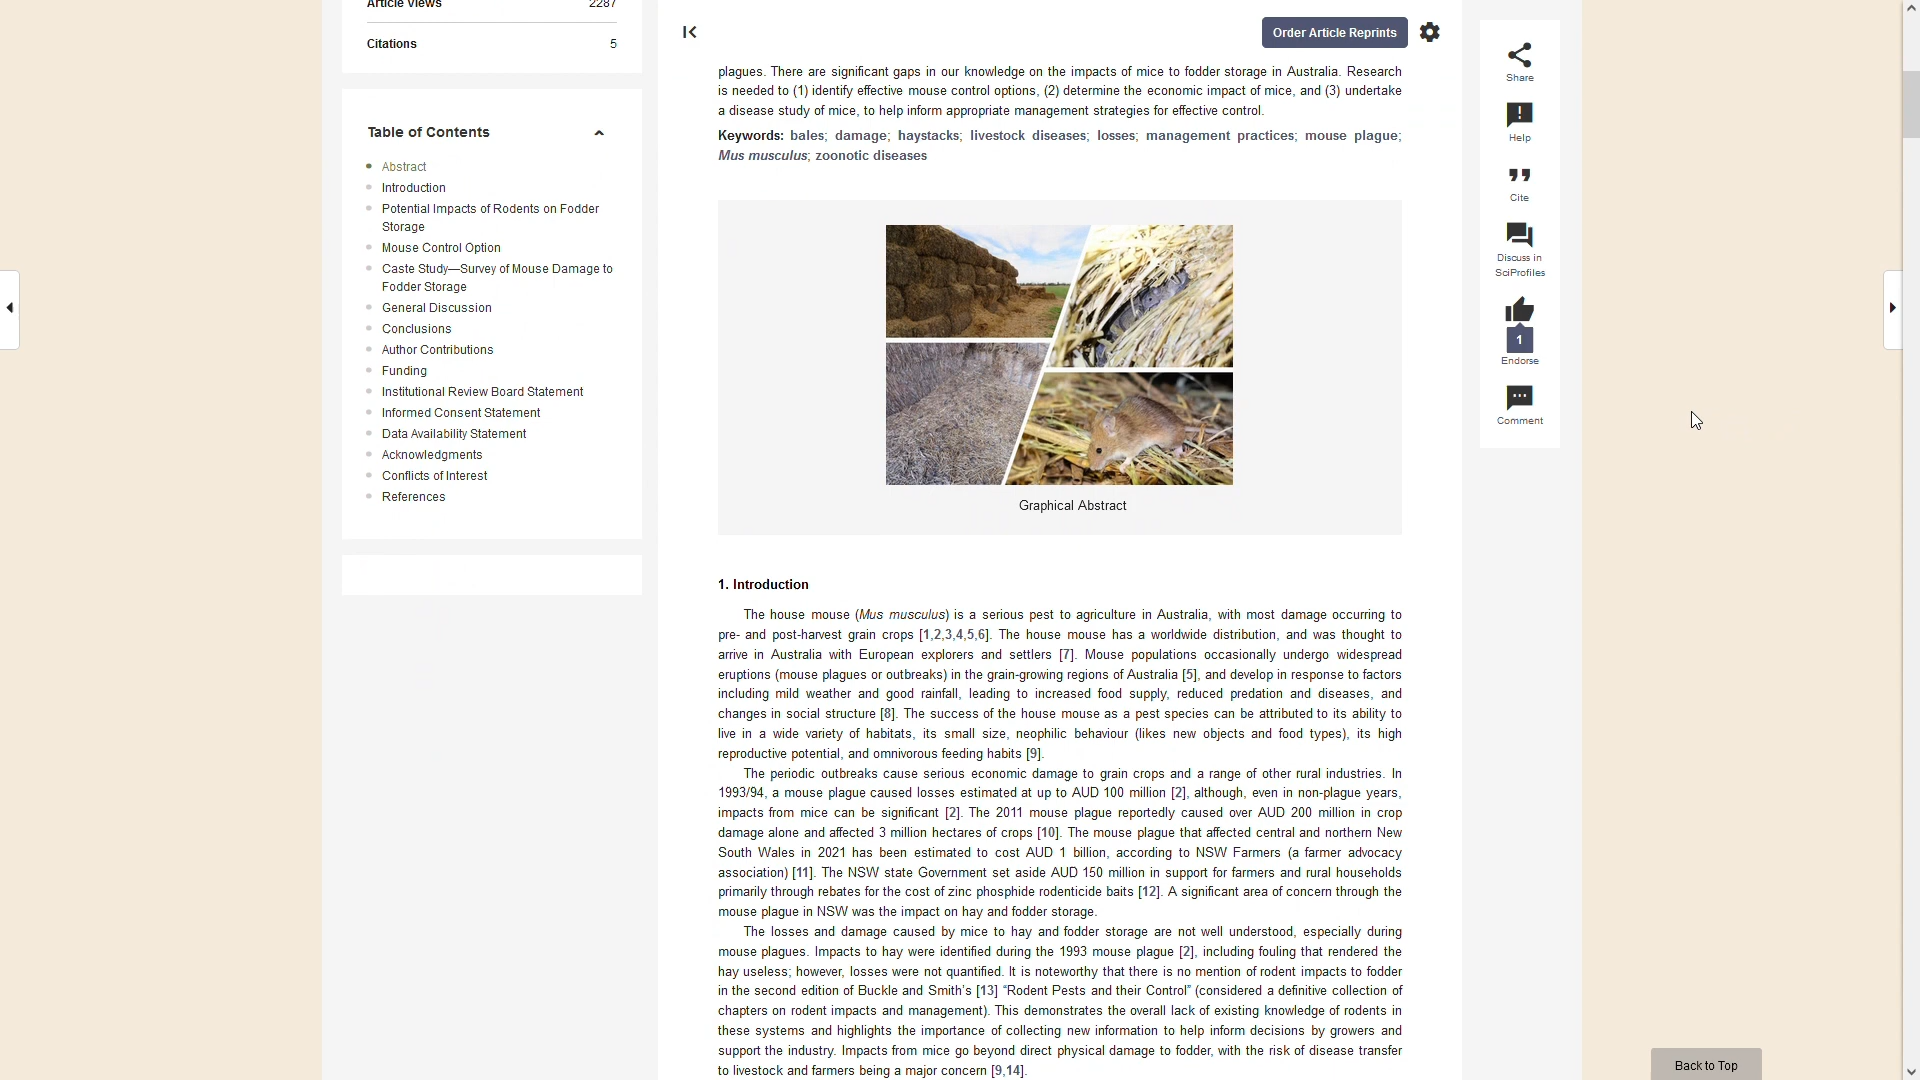 Article Views 2287
Citations 5
Table of Contents
Abstract
Introduction
Potential Impacts of Rodents on Fodder
Storage
Mouse Control Option
Caste Study—Survey of Mouse Damage to
Fodder Storage
General Discussion
Conclusions
Author Contributions
Funding
Institutional Review Board Statement
Informed Consent Statement
Data Availability Statement
Acknowledgments
Conflicts of Interest
References
Order Article Reprints
plagues. There are significant gaps in our knowledge on the impacts of mice to fodder storage in Australia. Research
is needed to (1) identify effective mouse control options, (2) determine the economic impact of mice, and (3) undertake
a disease study of mice, to help inform appropriate management strategies for effective control.
Keywords: bales; damage; haystacks; livestock diseases; losses; management practices; mouse plague;
Mus musculus; zoonotic diseases
Graphical Abstract
1. Introduction
The house mouse (Mus musculus) is a serious pest to agriculture in Australia, with most damage occurring to
pre- and post-harvest grain crops [1,2,3,4,5,6]. The house mouse has a worldwide distribution, and was thought to
arrive in Australia with European explorers and settlers [7]. Mouse populations occasionally undergo widespread
eruptions (mouse plagues or outbreaks) in the grain-growing regions of Australia [5], and develop in response to factors
including mild weather and good rainfall, leading to increased food supply, reduced predation and diseases, and
changes in social structure [8]. The success of the house mouse as a pest species can be attributed to its ability to
live in a wide variety of habitats, its small size, neophilic behaviour (likes new objects and food types), its high
reproductive potential, and omnivorous feeding habits [9].
The periodic outbreaks cause serious economic damage to grain crops and a range of other rural industries. In
1993/94, a mouse plague caused losses estimated at up to AUD 100 million [2], although, even in non-plague years,
impacts from mice can be significant [2]. The 2011 mouse plague reportedly caused over AUD 200 million in crop
damage alone and affected 3 million hectares of crops [10]. The mouse plague that affected central and northern New
South Wales in 2021 has been estimated to cost AUD 1 billion, according to NSW Farmers (a farmer advocacy
association) [11]. The NSW state Government set aside AUD 150 million in support for farmers and rural households
primarily through rebates for the cost of zinc phosphide rodenticide baits [12]. A significant area of concern through the
mouse plague in NSW was the impact on hay and fodder storage.
The losses and damage caused by mice to hay and fodder storage are not well understood, especially during
mouse plagues. Impacts to hay were identified during the 1993 mouse plague [2], including fouling that rendered the
hay useless; however, losses were not quantified. It is noteworthy that there is no mention of rodent impacts to fodder
in the second edition of Buckle and Smith's [13] “Rodent Pests and their Control” (considered a definitive collection of
chapters on rodent impacts and management). This demonstrates the overall lack of existing knowledge of rodents in
these systems and highlights the importance of collecting new information to help inform decisions by growers and
support the industry. Impacts from mice go beyond direct physical damage to fodder, with the risk of disease transfer
to livestock and farmers being a major concern [9,14].
Share
Help
Cite
Discuss in
SciProfiles
1
Endorse
Comment
Back to Top